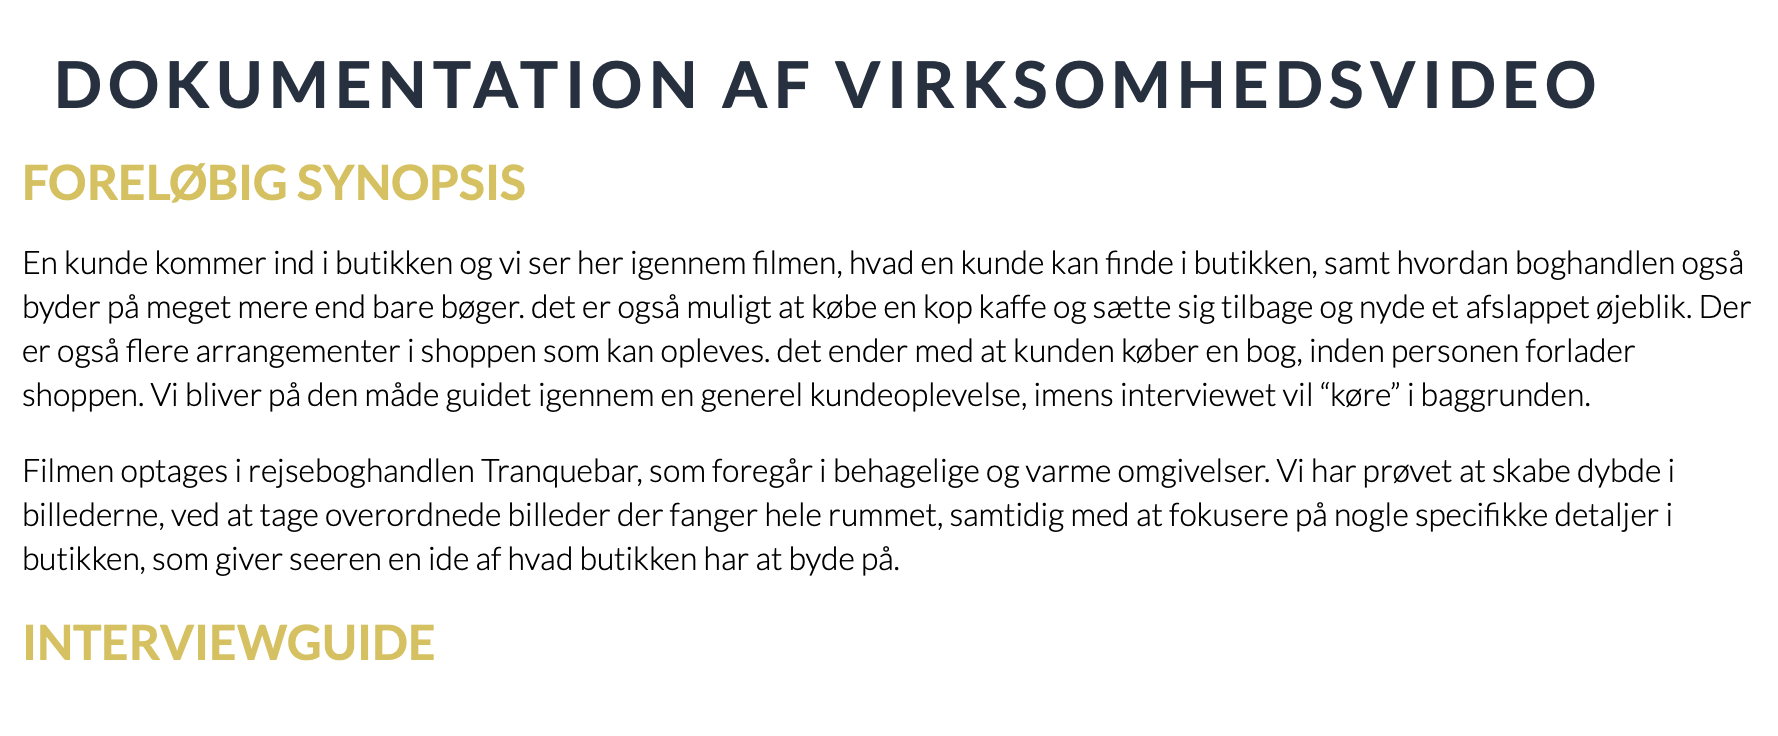 DOKUMENTATION AF VIRKSOMHEDSVIDEO
FORELØBIG SYNOPSIS
En kunde kommer ind i butikken og vi ser her igennem filmen, hvad en kunde kan finde i butikken, samt hvordan boghandlen også
byder på meget mere end bare bøger. det er også muligt at købe en kop kaffe og sætte sig tilbage og nyde et afslappet øjeblik. Der
er også flere arrangementer i shoppen som kan opleves. det ender med at kunden køber en bog, inden personen forlader
shoppen. Vi bliver på den måde guidet igennem en generel kundeoplevelse, imens interviewet vil “køre” i baggrunden.
Filmen optages i rejseboghandlen Tranquebar, som foregår i behagelige og varme omgivelser. Vi har prøvet at skabe dybde i
billederne, ved at tage overordnede billeder der fanger hele rummet, samtidig med at fokusere på nogle specifikke detaljer i
butikken, som giver seeren en ide af hvad butikken har at byde på.
INTERVIEWGUIDE